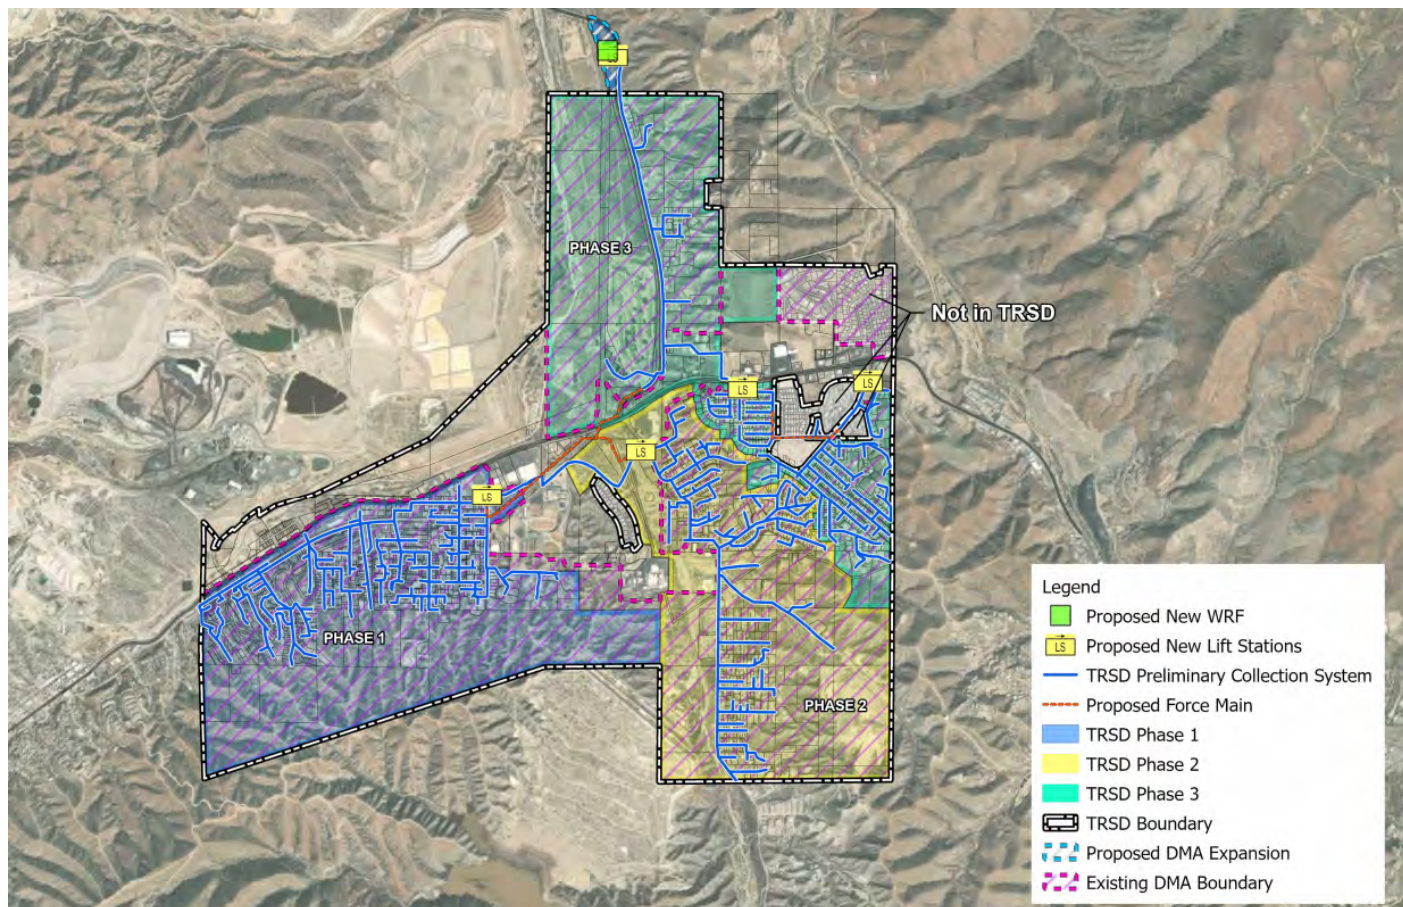 LS
PHASE 3
Not in TRSD
LS
LS
LS
LS
PHASE 1
PHASE 2
Legend
Proposed New WRF
LS
Proposed New Lift Stations
TRSD Preliminary Collection System
Proposed Force Main
TRSD Phase 1
TRSD Phase 2
TRSD Phase 3
TRSD Boundary
Proposed DMA Expansion
Existing DMA Boundary